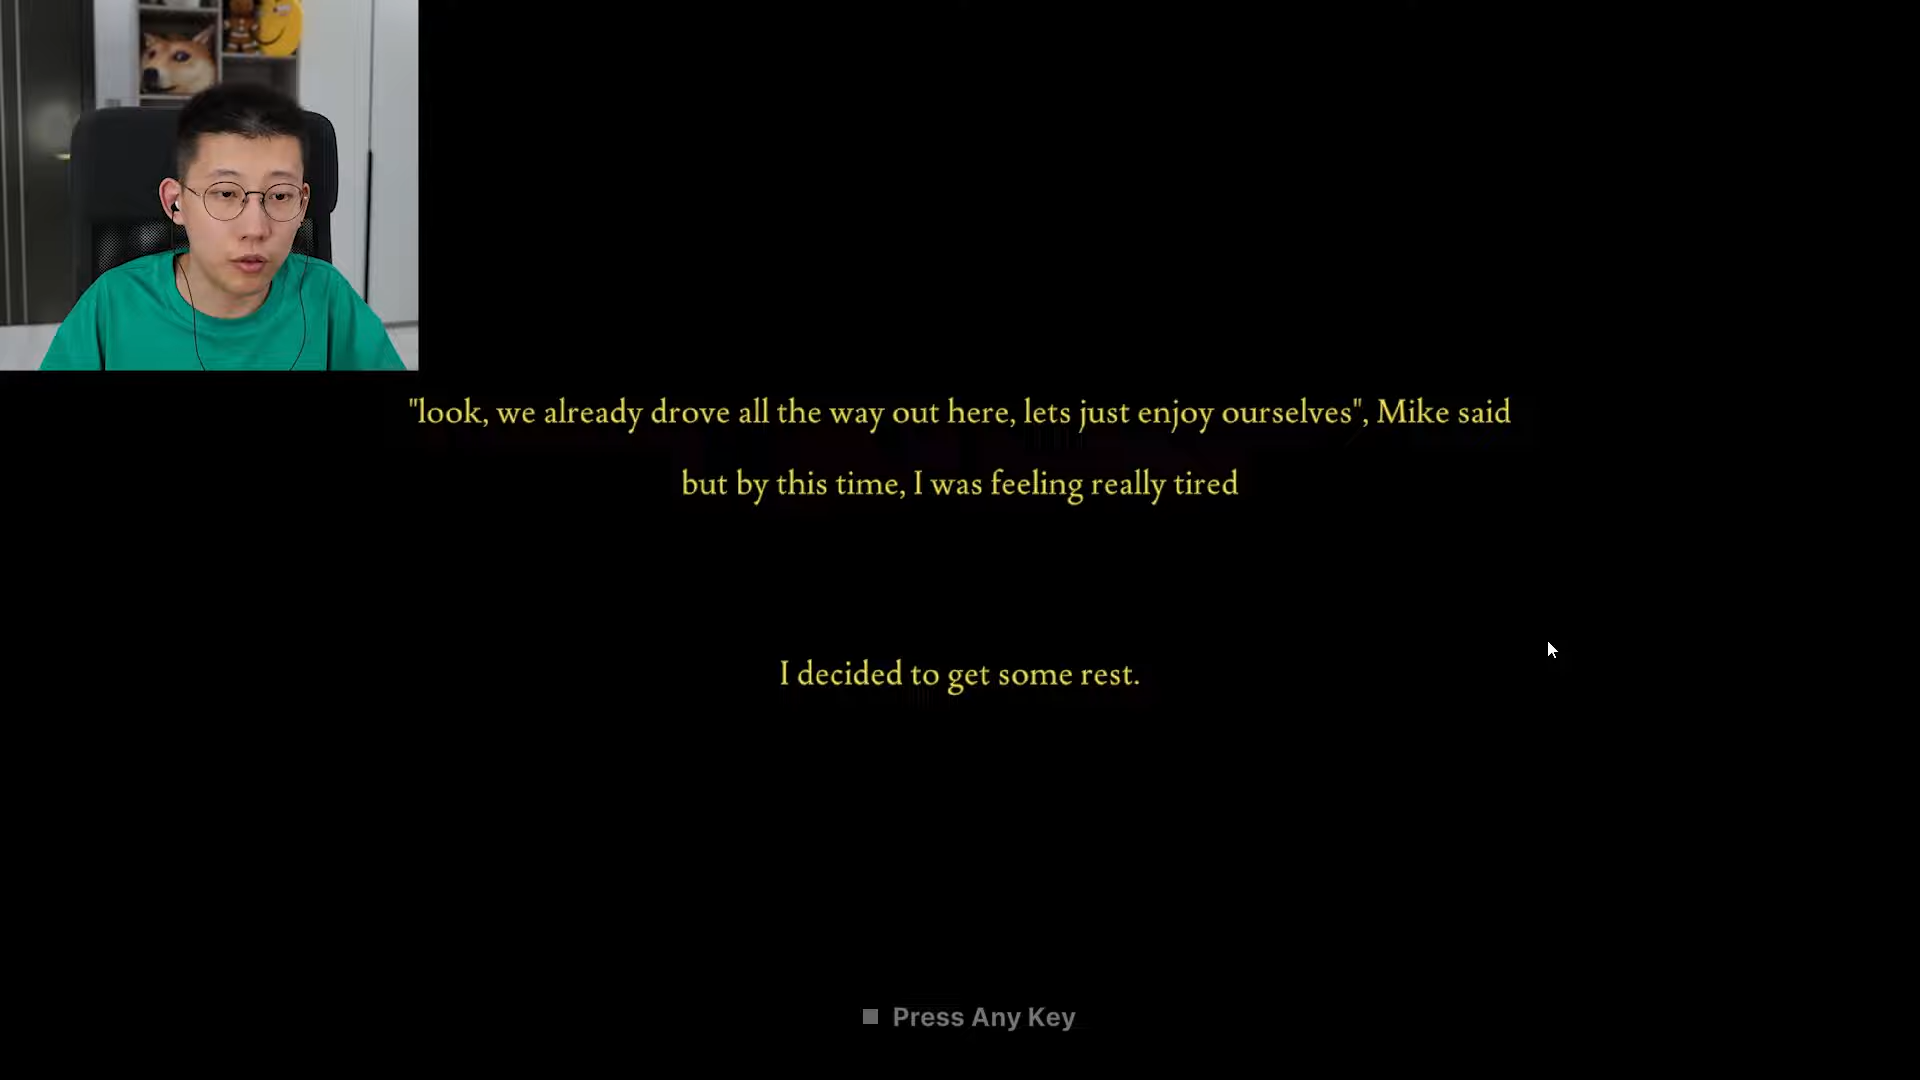 "look, we already drove all the way out here, lets just enjoy ourselves", Mike said
but by this time, I was feeling really tired
I decided to get some rest.
Press Any Key